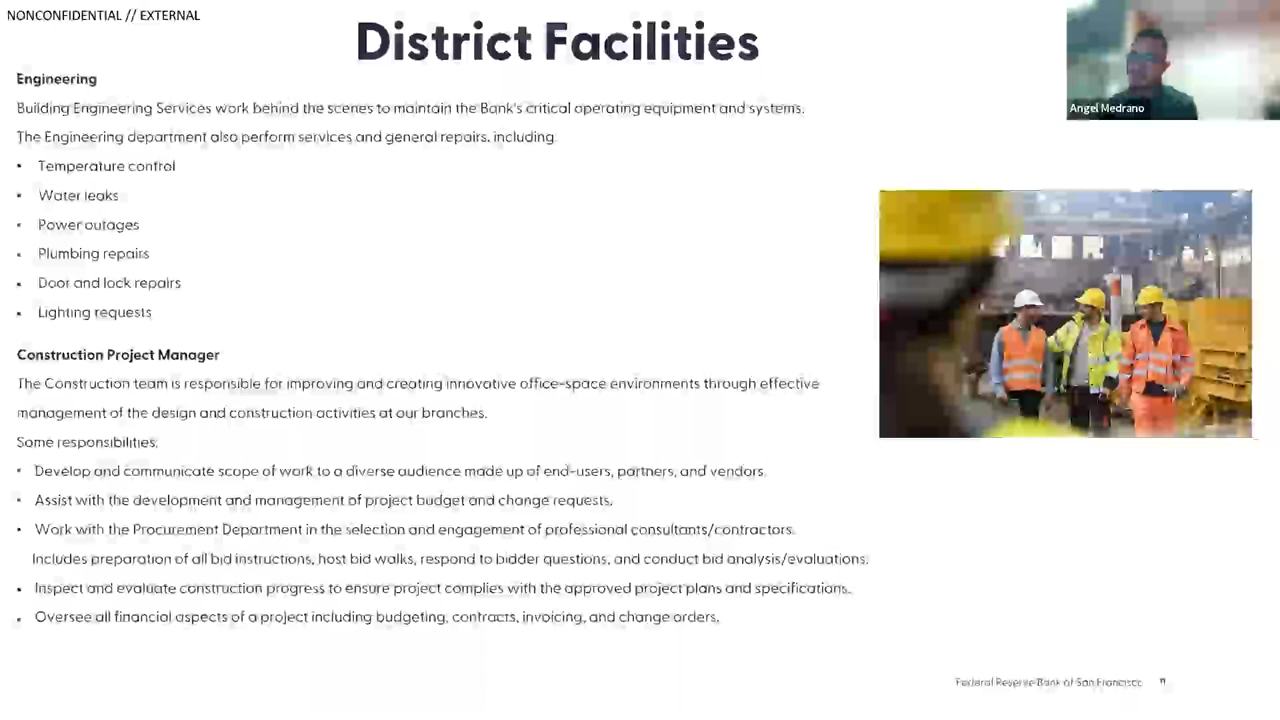 NONCONFIDENTIAL // EXTERNAL
District Facilities
Angel Medrano
Engineering
Building Engineering Services work behind the scenes to maintain the Bank's critical operating equipment and systems.
The Engineering department also perform services and general repairs, including:
• Temperature control
• Water leaks
• Power outages
• Plumbing repairs
• Door and lock repairs
• Lighting requests
Construction Project Manager
The Construction team is responsible for improving and creating innovative office-space environments through effective
management of the design and construction activities at our branches.
Some responsibilities:
• Develop and communicate scope of work to a diverse audience made up of end-users, partners, and vendors.
• Assist with the development and management of project budget and change requests.
• Work with the Procurement Department in the selection and engagement of professional consultants/contractors.
Includes preparation of all bid instructions, host bid walks, respond to bidder questions, and conduct bid analysis/evaluations.
• Inspect and evaluate construction progress to ensure project complies with the approved project plans and specifications.
• Oversee all financial aspects of a project including budgeting, contracts, invoicing, and change orders.
Federal Reserve Bank of San Francisco 11